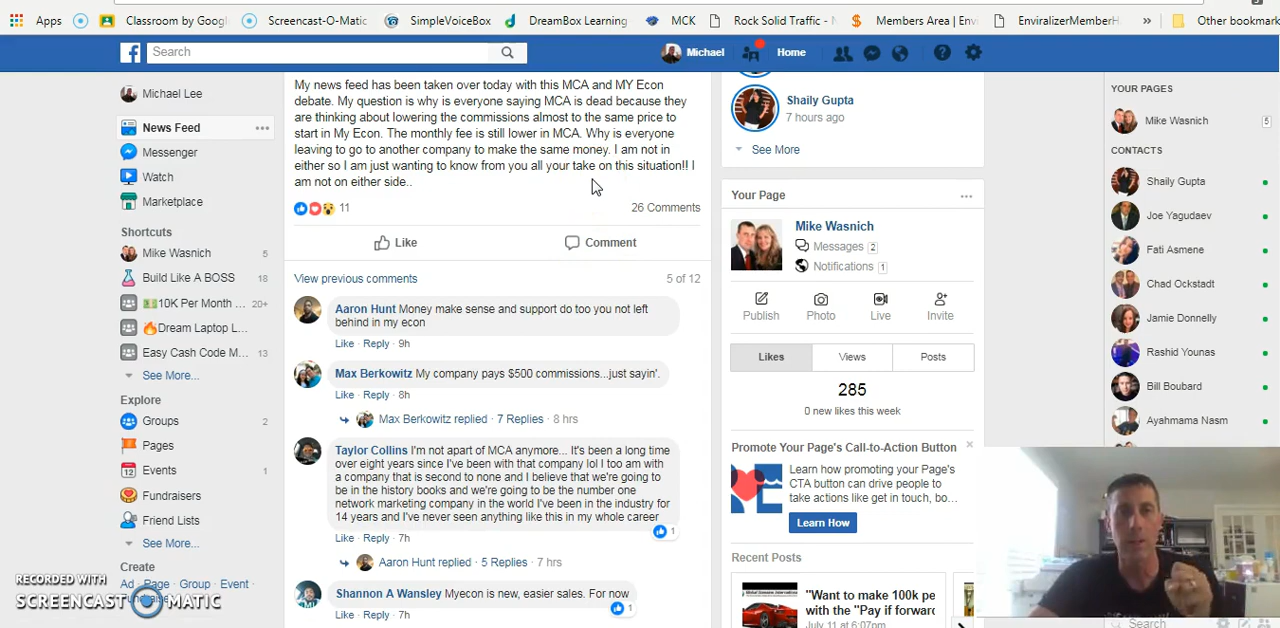 Apps
Classroom by Googl
Screencast-O-Matic
SimpleVoiceBox
DreamBox Learning
MCK
Rock Solid Traffic - N
Members Area | Envi
EnviralizerMemberH
»
Other bookmark
Search
Michael
Home
Michael Lee
News Feed
Messenger
Watch
Marketplace
Shortcuts
Mike Wasnich 5
Build Like A BOSS 18
10K Per Month ... 20+
Dream Laptop L...
Easy Cash Code M... 13
See More...
Explore
Groups 2
Pages
Events 1
Fundraisers
Friend Lists
See More...
Create
Ad · Page · Group · Event ·
RECORDED WITH
SCREENCAST-O-MATIC
My news feed has been taken over today with this MCA and MY Econ
debate. My question is why is everyone saying MCA is dead because they
are thinking about lowering the commissions almost to the same price to
start in My Econ. The monthly fee is still lower in MCA. Why is everyone
leaving to go to another company to make the same money. I am not in
either so I am just wanting to know from you all your take on this situation!! I
am not on either side..
11
26 Comments
Like
Comment
View previous comments
5 of 12
Aaron Hunt Money make sense and support do too you not left
behind in my econ
Like · Reply · 9h
Max Berkowitz My company pays $500 commissions...just sayin'.
Like · Reply · 8h
Max Berkowitz replied · 7 Replies · 8 hrs
Taylor Collins I'm not apart of MCA anymore... It's been a long time
over eight years since I've been with that company lol I too am with
a company that is second to none and I believe that we're going to
be in the history books and we're going to be the number one
network marketing company in the world I've been in the industry for
14 years and I've never seen anything like this in my whole career
1
Like · Reply · 7h
Aaron Hunt replied · 5 Replies · 7 hrs
Shannon A Wansley Myecon is new, easier sales. For now
1
Like · Reply · 7h
Shaily Gupta
7 hours ago
See More
Your Page
Mike Wasnich
Messages 2
Notifications 1
Publish
Photo
Live
Invite
Likes
Views
Posts
285
0 new likes this week
Promote Your Page's Call-to-Action Button
Learn how promoting your Page's
CTA button can drive people to
take actions like get in touch, bo...
Learn How
Recent Posts
"Want to make 100k pe
with the "Pay if forward
July 11 at 6:07pm
YOUR PAGES
Mike Wasnich 5
CONTACTS
Shaily Gupta
Joe Yagudaev
Fati Asmene
Chad Ockstadt
Jamie Donnelly
Rashid Younas
Bill Boubard
Ayahmama Nasm
Search